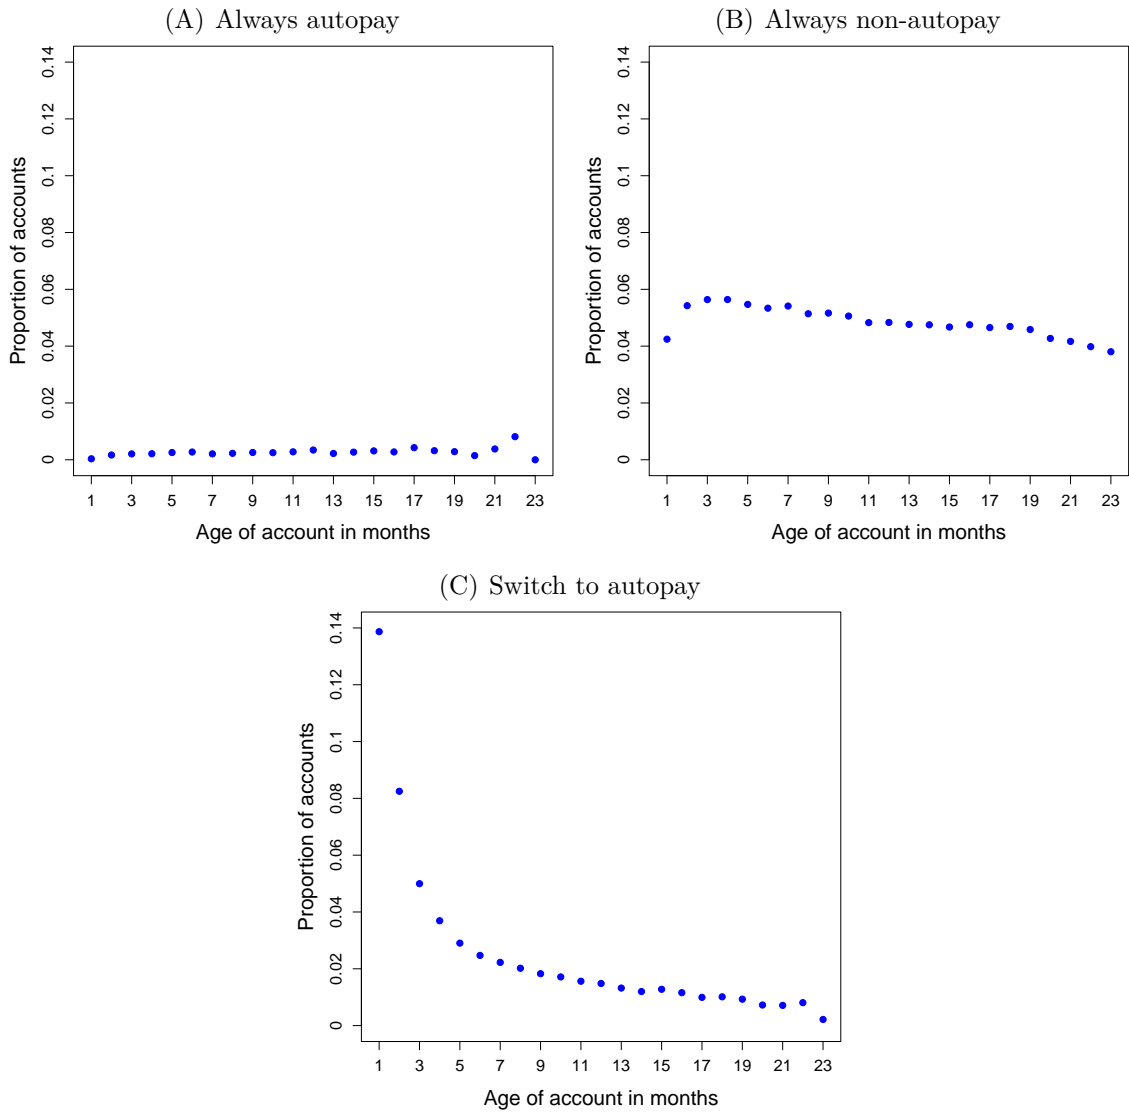 (A) Always autopay
Proportion of accounts
0.14
0.12
0.1
0.08
0.06
0.04
0.02
0
1 3 5 7 9 11 13 15 17 19 21 23
Age of account in months
(B) Always non-autopay
Proportion of accounts
0.14
0.12
0.1
0.08
0.06
0.04
0.02
0
1 3 5 7 9 11 13 15 17 19 21 23
Age of account in months
(C) Switch to autopay
Proportion of accounts
0.14
0.12
0.1
0.08
0.06
0.04
0.02
0
1 3 5 7 9 11 13 15 17 19 21 23
Age of account in months